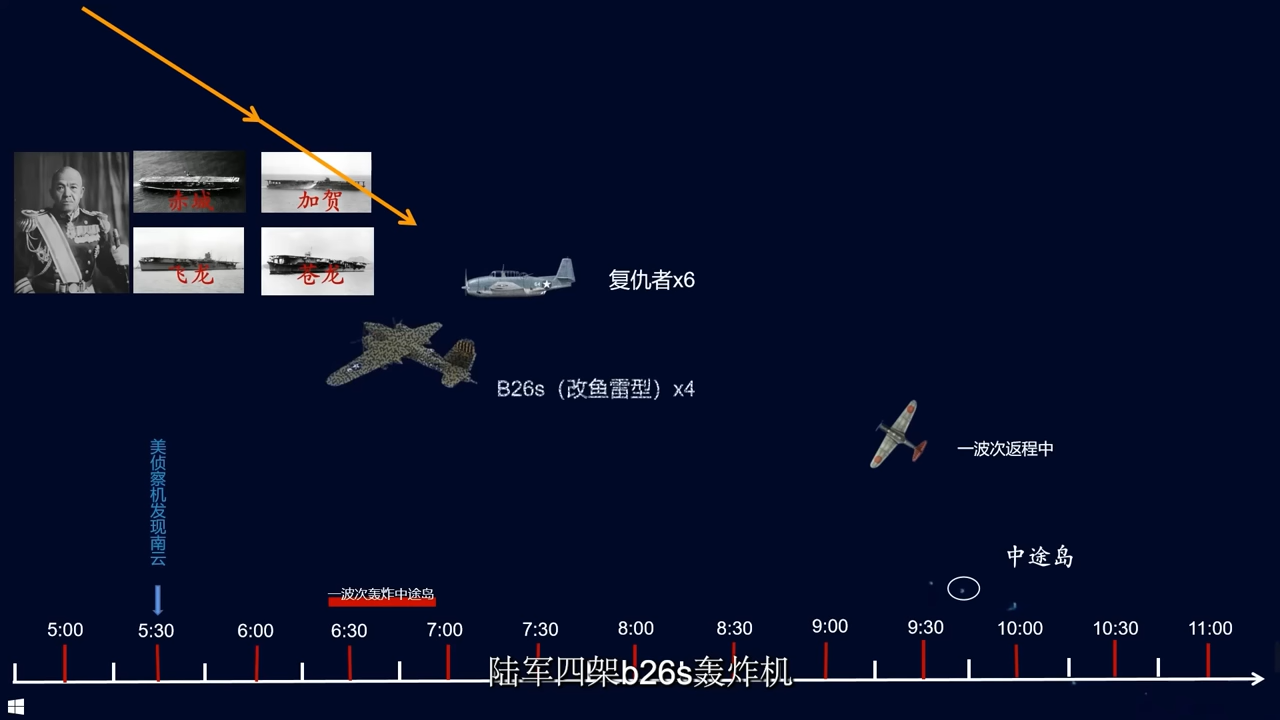 赤城
加贺
飞龙
苍龙
复仇者x6
B26s（改鱼雷型）x4
一波次返程中
美侦察机发现南云
中途岛
一波次轰炸中途岛
5:00 5:30 6:00 6:30 7:00 7:30 8:00 8:30 9:00 9:30 10:00 10:30 11:00
陆军四架b26s轰炸机